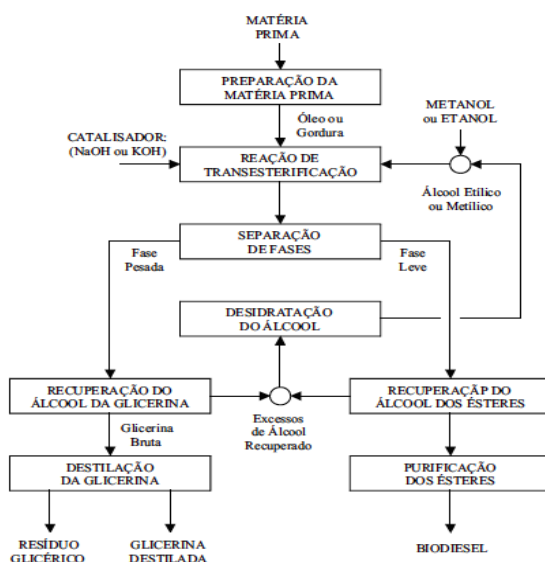 MATÉRIA
PRIMA
PREPARAÇÃO DA
MATÉRIA PRIMA
Óleo ou
Gordura
METANOL
ou ETANOL
CATALISADOR:
(NaOH ou KOH)
REAÇÃO DE
TRANSESTERIFICAÇÃO
Álcool Etílico
ou Metílico
SEPARAÇÃO
DE FASES
Fase
Pesada
Fase
Leve
DESIDRATAÇÃO
DO ÁLCOOL
RECUPERAÇÃO DO
ÁLCOOL DA GLICERINA
Excessos
de Álcool
Recuperado
RECUPERAÇÃP DO
ÁLCOOL DOS ÉSTERES
Glicerina
Bruta
DESTILAÇÃO
DA GLICERINA
PURIFICAÇÃO
DOS ÉSTERES
RESÍDUO
GLICÉRICO
GLICERINA
DESTILADA
BIODIESEL